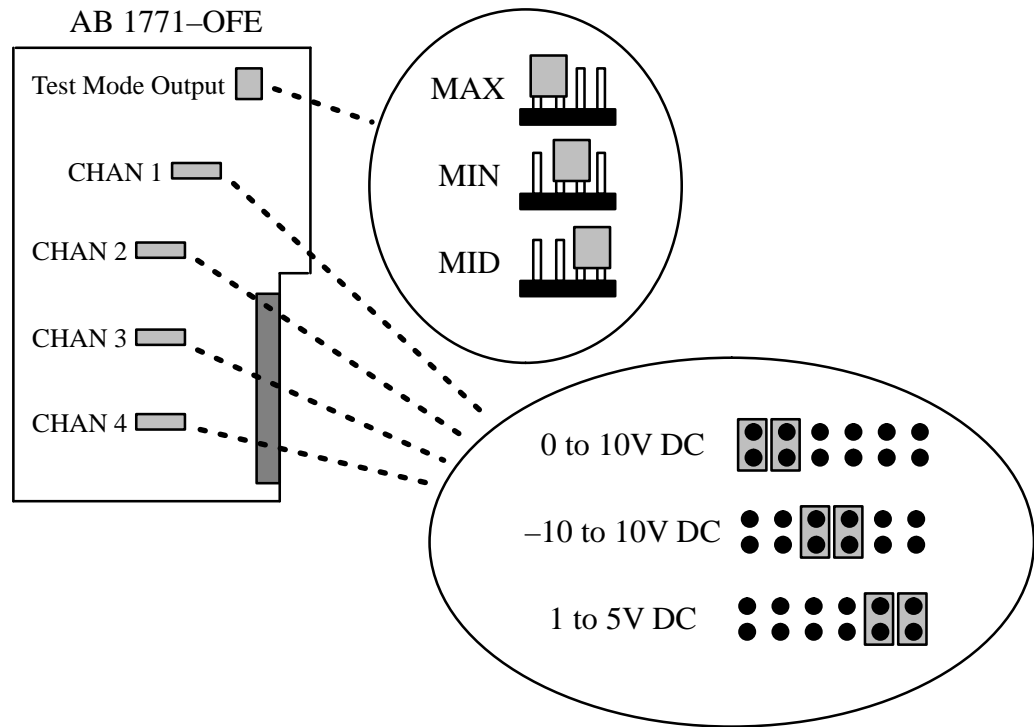 AB 1771–OFE
Test Mode Output
CHAN 1
CHAN 2
CHAN 3
CHAN 4
MAX
MIN
MID
0 to 10V DC
–10 to 10V DC
1 to 5V DC